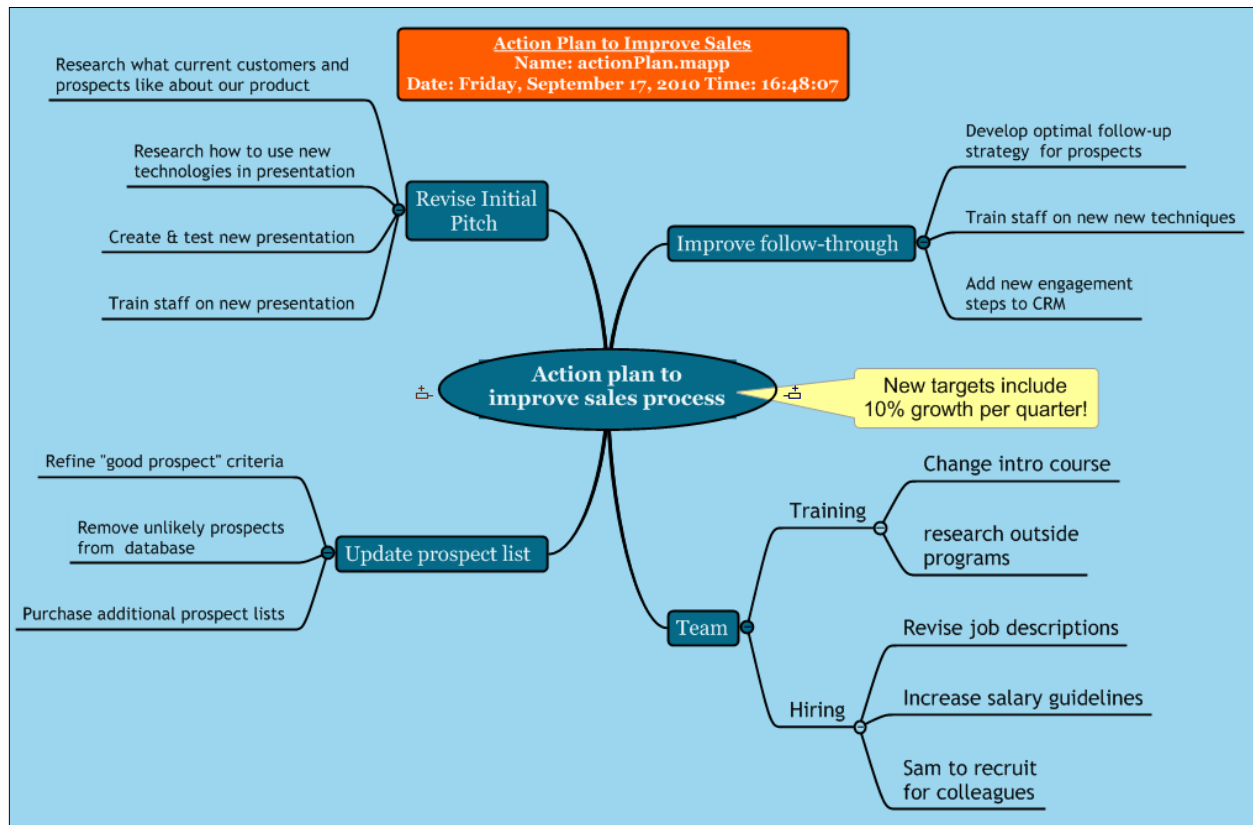 Action Plan to Improve Sales
Name: actionPlan.mapp
Date: Friday, September 17, 2010 Time: 16:48:07
Research what current customers and
prospects like about our product
Research how to use new
technologies in presentation
Create & test new presentation
Train staff on new presentation
Revise Initial
Pitch
Improve follow-through
Develop optimal follow-up
strategy for prospects
Train staff on new new techniques
Add new engagement
steps to CRM
Action plan to
improve sales process
New targets include
10% growth per quarter!
Refine "good prospect" criteria
Remove unlikely prospects
from database
Purchase additional prospect lists
Update prospect list
Team
Training
Change intro course
research outside
programs
Hiring
Revise job descriptions
Increase salary guidelines
Sam to recruit
for colleagues